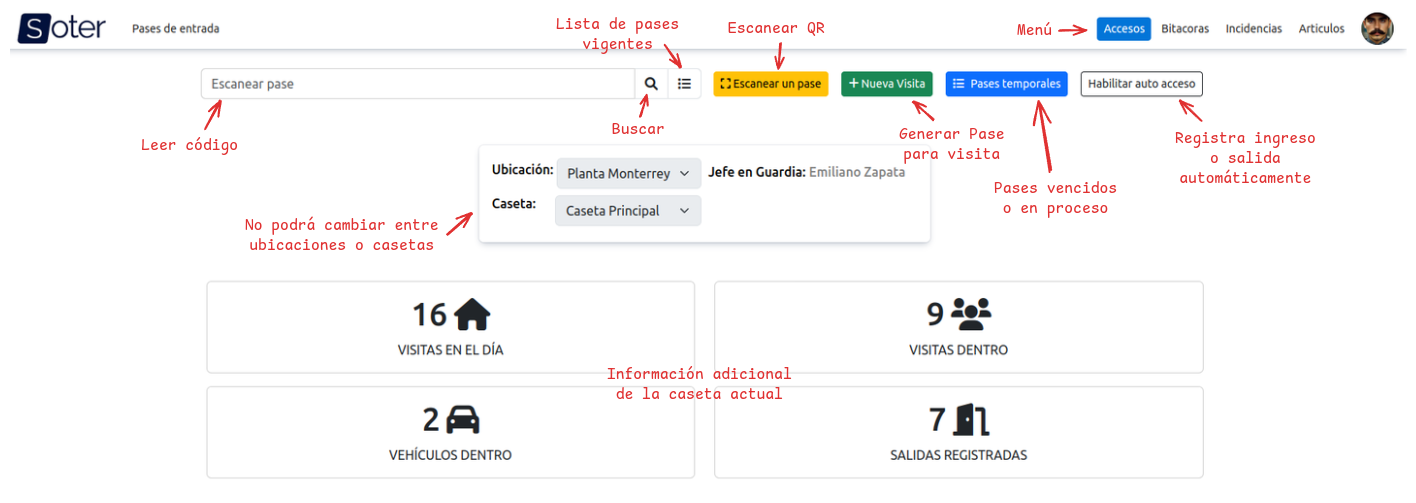 Soter
Pases de entrada
Lista de pases
vigentes
Escanear QR
Menú
Accesos
Bitacoras
Incidencias
Articulos
Escanear pase
Escanear un pase
+ Nueva Visita
Pases temporales
Habilitar auto acceso
Leer código
Buscar
Generar Pase
para visita
Registra ingreso
o salida
automáticamente
Pases vencidos
o en proceso
Ubicación: Planta Monterrey
Jefe en Guardia: Emiliano Zapata
Caseta: Caseta Principal
No podrá cambiar entre
ubicaciones o casetas
16
VISITAS EN EL DÍA
9
VISITAS DENTRO
Información adicional
de la caseta actual
2
VEHÍCULOS DENTRO
7
SALIDAS REGISTRADAS